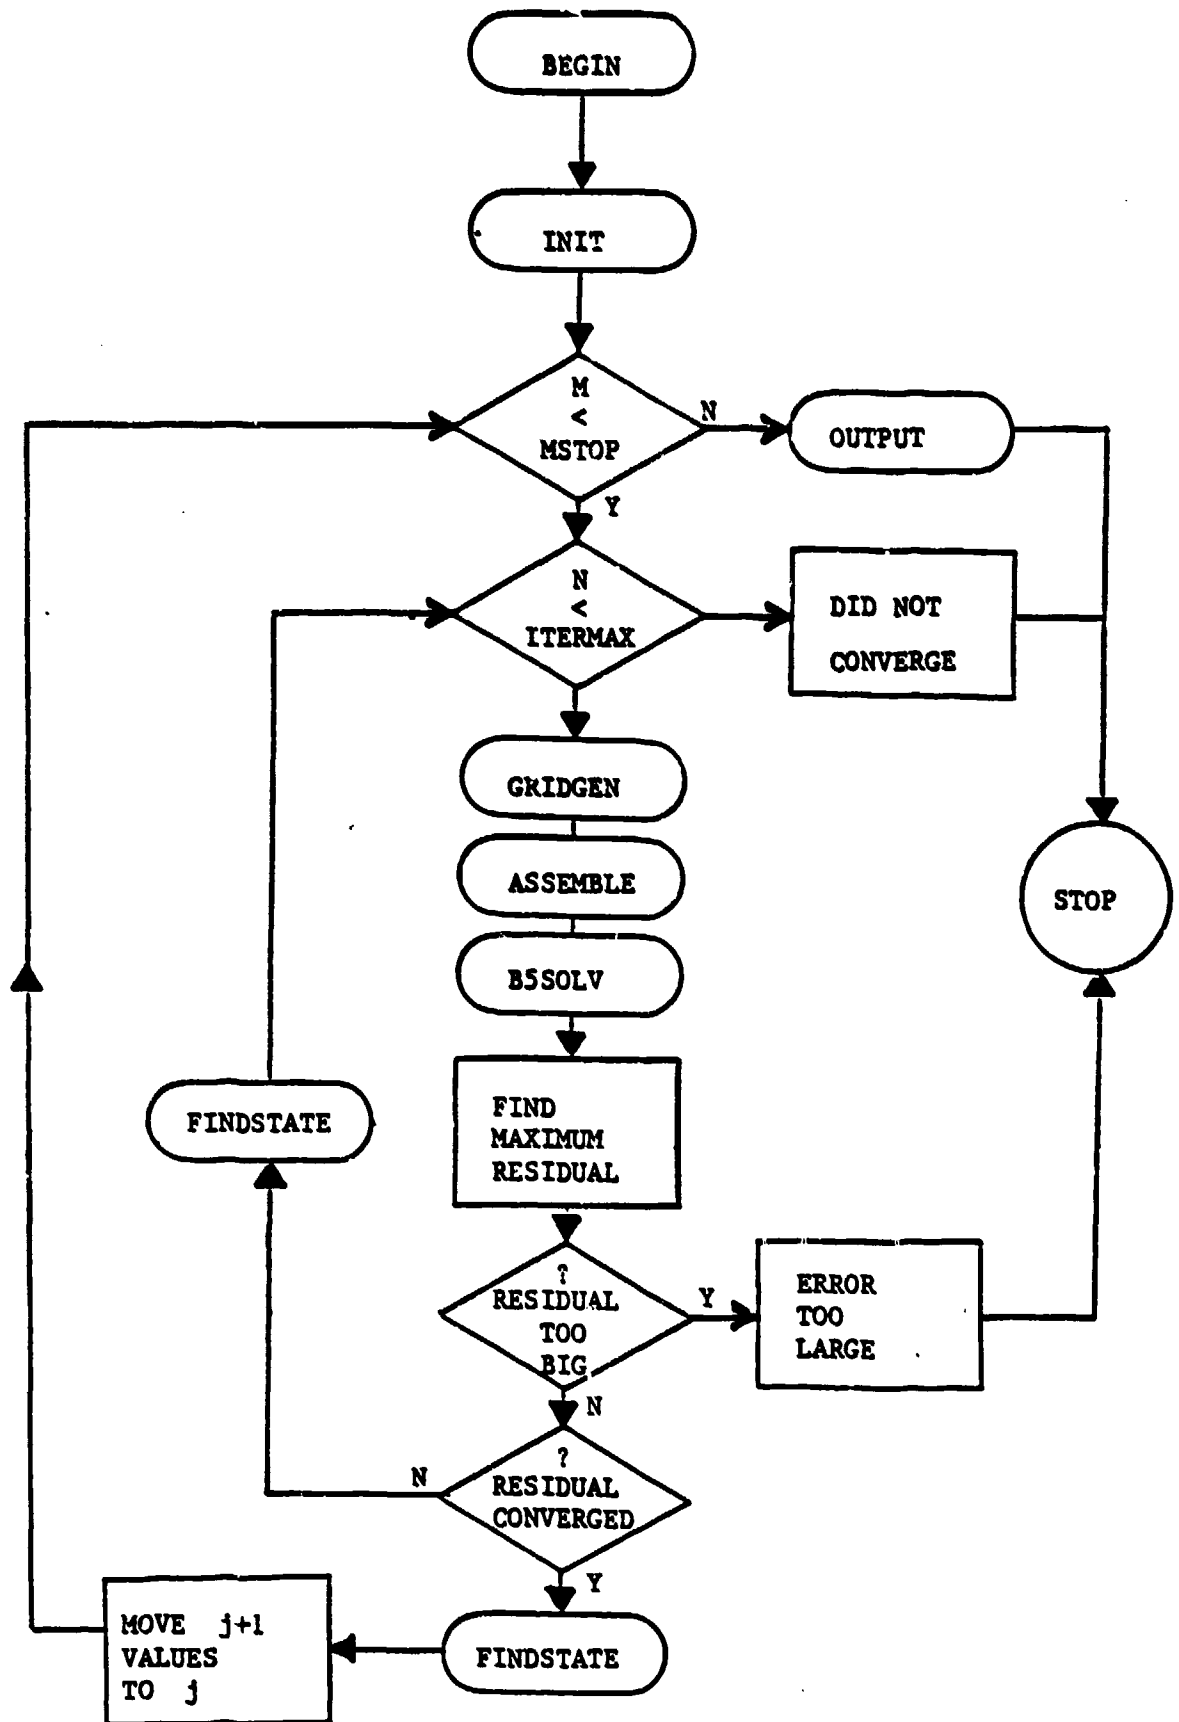 BEGIN
INIT
M
<
MSTOP
N
OUTPUT
Y
N
<
ITERMAX
DID NOT
CONVERGE
GRIDGEN
ASSEMBLE
STOP
B5SOLV
FINDSTATE
FIND
MAXIMUM
RESIDUAL
?
RESIDUAL
TOO
BIG
Y
ERROR
TOO
LARGE
N
?
RESIDUAL
CONVERGED
N
Y
MOVE j+1
VALUES
TO j
FINDSTATE